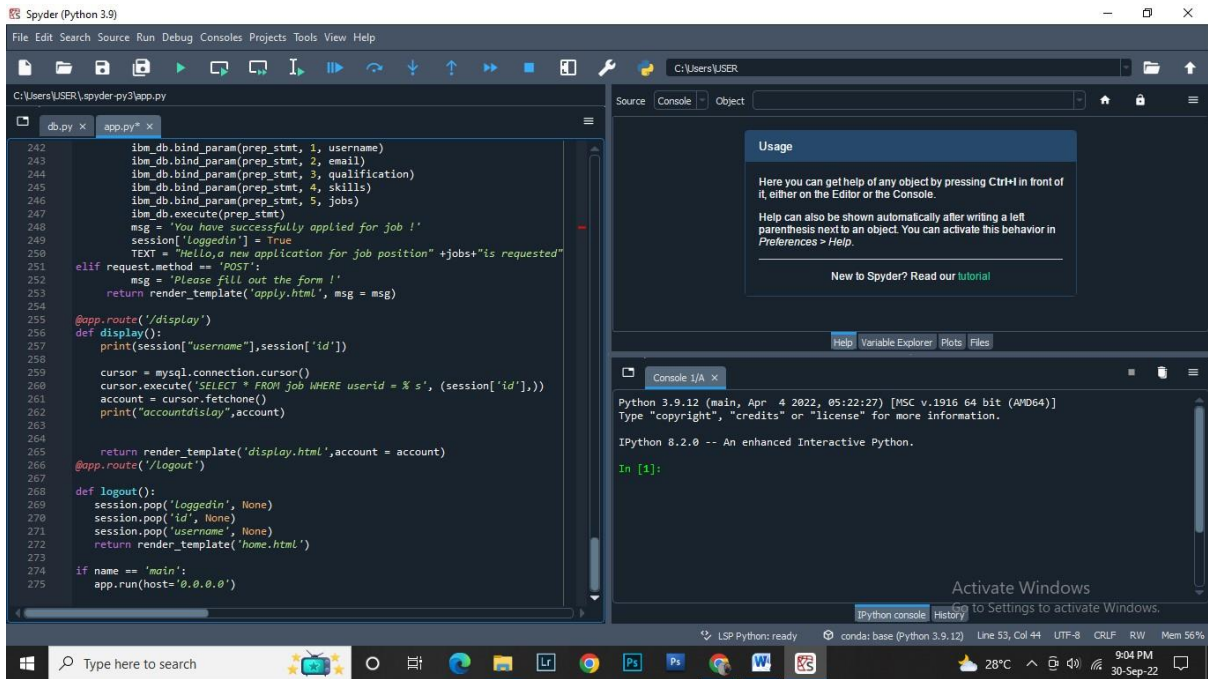 Spyder (Python 3.9)
File Edit Search Source Run Debug Consoles Projects Tools View Help
C:\Users\USER
C:\Users\USER\.spyder-py3\app.py
db.py
app.py*
242 ibm_db.bind_param(prep_stmt, 1, username)
243 ibm_db.bind_param(prep_stmt, 2, email)
244 ibm_db.bind_param(prep_stmt, 3, qualification)
245 ibm_db.bind_param(prep_stmt, 4, skills)
246 ibm_db.bind_param(prep_stmt, 5, jobs)
247 ibm_db.execute(prep_stmt)
248 msg = 'You have successfully applied for job !'
249 session['loggedin'] = True
250 TEXT = "Hello,a new application for job position" +jobs+"is requested"
251 elif request.method == 'POST':
252 msg = 'Please fill out the form !'
253 return render_template('apply.html', msg = msg)
254
255 @app.route('/display')
256 def display():
257 print(session["username"],session['id'])
258
259 cursor = mysql.connection.cursor()
260 cursor.execute('SELECT * FROM job WHERE userid = % s', (session['id'],))
261 account = cursor.fetchone()
262 print("accountdislay",account)
263
264
265 return render_template('display.html',account = account)
266 @app.route('/logout')
267
268 def logout():
269 session.pop('loggedin', None)
270 session.pop('id', None)
271 session.pop('username', None)
272 return render_template('home.html')
273
274 if name == 'main':
275 app.run(host='0.0.0.0')
Source Console Object
Usage
Here you can get help of any object by pressing Ctrl+I in front of
it, either on the Editor or the Console.
Help can also be shown automatically after writing a left
parenthesis next to an object. You can activate this behavior in
Preferences > Help.
New to Spyder? Read our tutorial
Help Variable Explorer Plots Files
Console 1/A
Python 3.9.12 (main, Apr 4 2022, 05:22:27) [MSC v.1916 64 bit (AMD64)]
Type "copyright", "credits" or "license" for more information.
IPython 8.2.0 -- An enhanced Interactive Python.
In [1]:
Activate Windows
Go to Settings to activate Windows.
IPython console History
LSP Python: ready conda: base (Python 3.9.12) Line 53, Col 44 UTF-8 CRLF RW Mem 56%
Type here to search
Lr
Ps
Ps
W
28°C
9:04 PM
30-Sep-22